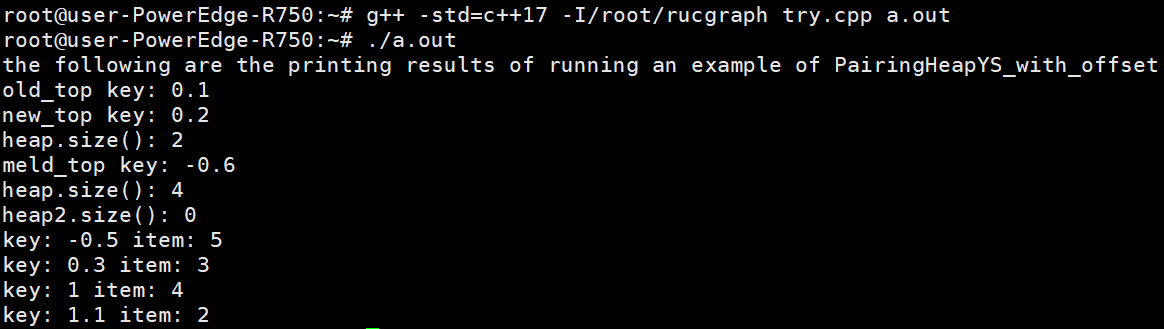 root@user-PowerEdge-R750:~# g++ -std=c++17 -I/root/rucgraph try.cpp a.out
root@user-PowerEdge-R750:~# ./a.out
the following are the printing results of running an example of PairingHeapYS_with_offset
old_top key: 0.1
new_top key: 0.2
heap.size(): 2
meld_top key: -0.6
heap.size(): 4
heap2.size(): 0
key: -0.5 item: 5
key: 0.3 item: 3
key: 1 item: 4
key: 1.1 item: 2